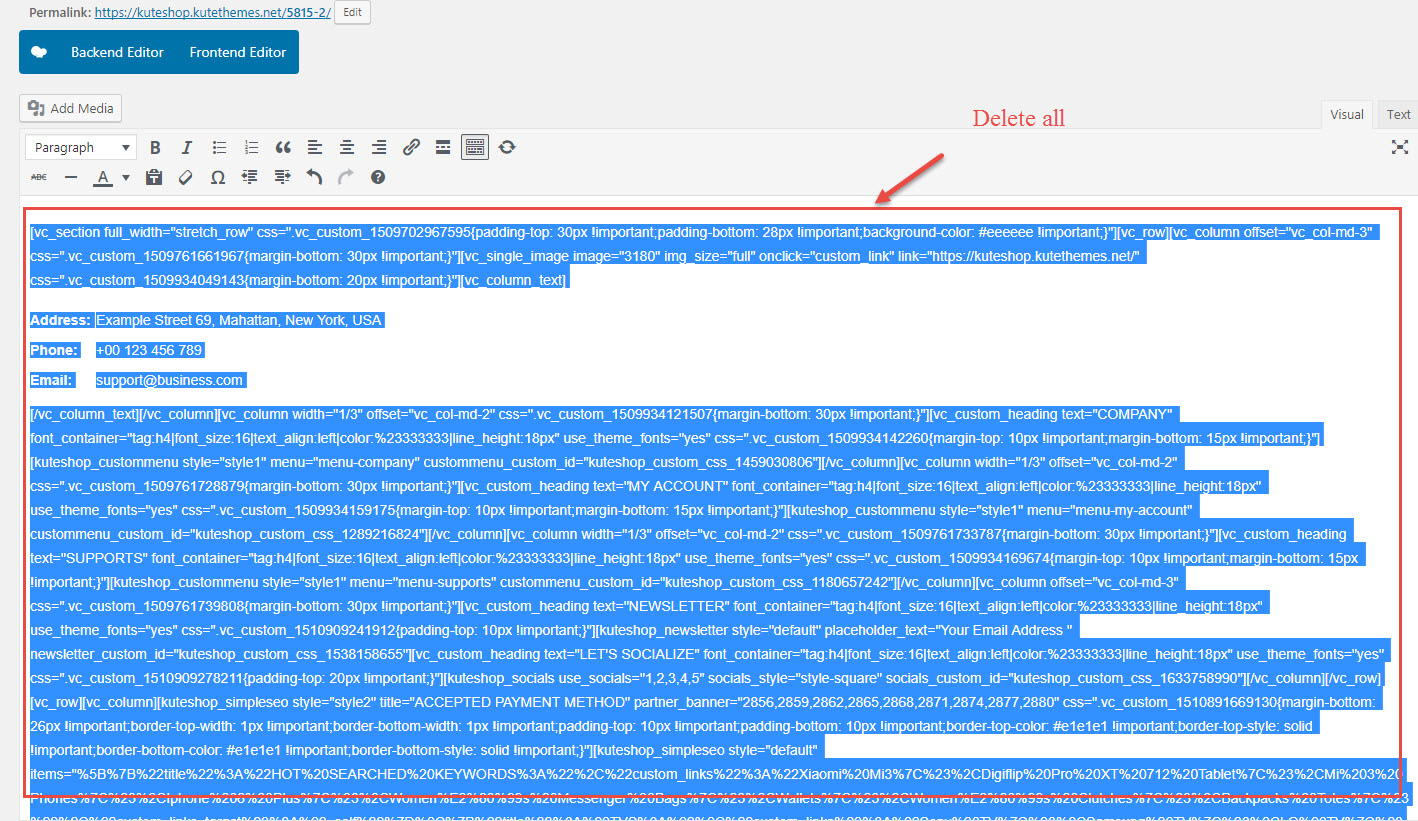 Permalink: https://kuteshop.kutethemes.net/5815-2/ Edit
Backend Editor Frontend Editor
Add Media
Delete all
Visual Text
Paragraph
[vc_section full_width="stretch_row" css=".vc_custom_1509702967595{padding-top: 30px !important;padding-bottom: 28px !important;background-color: #eeeeee !important;}"][vc_row][vc_column offset="vc_col-md-3"
css=".vc_custom_1509761661967{margin-bottom: 30px !important;}"][vc_single_image image="3180" img_size="full" onclick="custom_link" link="https://kuteshop.kutethemes.net/"
css=".vc_custom_1509934049143{margin-bottom: 20px !important;}"][vc_column_text]
Address: Example Street 69, Mahattan, New York, USA
Phone: +00 123 456 789
Email: support@business.com
[/vc_column_text][/vc_column][vc_column width="1/3" offset="vc_col-md-2" css=".vc_custom_1509934121507{margin-bottom: 30px !important;}"][vc_custom_heading text="COMPANY"
font_container="tag:h4|font_size:16|text_align:left|color:%23333333|line_height:18px" use_theme_fonts="yes" css=".vc_custom_1509934142260{margin-top: 10px !important;margin-bottom: 15px !important;}"]
[kuteshop_custommenu style="style1" menu="menu-company" custommenu_custom_id="kuteshop_custom_css_1459030806"][/vc_column][vc_column width="1/3" offset="vc_col-md-2"
css=".vc_custom_1509761728879{margin-bottom: 30px !important;}"][vc_custom_heading text="MY ACCOUNT" font_container="tag:h4|font_size:16|text_align:left|color:%23333333|line_height:18px"
use_theme_fonts="yes" css=".vc_custom_1509934159175{margin-top: 10px !important;margin-bottom: 15px !important;}"][kuteshop_custommenu style="style1" menu="menu-my-account"
custommenu_custom_id="kuteshop_custom_css_1289216824"][/vc_column][vc_column width="1/3" offset="vc_col-md-2" css=".vc_custom_1509761733787{margin-bottom: 30px !important;}"][vc_custom_heading
text="SUPPORTS" font_container="tag:h4|font_size:16|text_align:left|color:%23333333|line_height:18px" use_theme_fonts="yes" css=".vc_custom_1509934169674{margin-top: 10px !important;margin-bottom: 15px
!important;}"][kuteshop_custommenu style="style1" menu="menu-supports" custommenu_custom_id="kuteshop_custom_css_1180657242"][/vc_column][vc_column offset="vc_col-md-3"
css=".vc_custom_1509761739808{margin-bottom: 30px !important;}"][vc_custom_heading text="NEWSLETTER" font_container="tag:h4|font_size:16|text_align:left|color:%23333333|line_height:18px"
use_theme_fonts="yes" css=".vc_custom_1510909241912{padding-top: 10px !important;}"][kuteshop_newsletter style="default" placeholder_text="Your Email Address "
newsletter_custom_id="kuteshop_custom_css_1538158655"][vc_custom_heading text="LET'S SOCIALIZE" font_container="tag:h4|font_size:16|text_align:left|color:%23333333|line_height:18px" use_theme_fonts="yes"
css=".vc_custom_1510909278211{padding-top: 20px !important;}"][kuteshop_socials use_socials="1,2,3,4,5" socials_style="style-square" socials_custom_id="kuteshop_custom_css_1633758990"][/vc_column][/vc_row]
[vc_row][vc_column][kuteshop_simpleseo style="style2" title="ACCEPTED PAYMENT METHOD" partner_banner="2856,2859,2862,2865,2868,2871,2874,2877,2880" css=".vc_custom_1510891669130{margin-bottom:
26px !important;border-top-width: 1px !important;border-bottom-width: 1px !important;padding-top: 10px !important;padding-bottom: 10px !important;border-top-color: #e1e1e1 !important;border-top-style: solid
!important;border-bottom-color: #e1e1e1 !important;border-bottom-style: solid !important;}"][kuteshop_simpleseo style="default"
items="%5B%7B%22title%22%3A%22HOT%20SEARCHED%20KEYWORDS%3A%22%2C%22custom_links%22%3A%22Xiaomi%20Mi3%7C%23%2CDigiflip%20Pro%20XT%20712%20Tablet%7C%23%2CMi%203%20